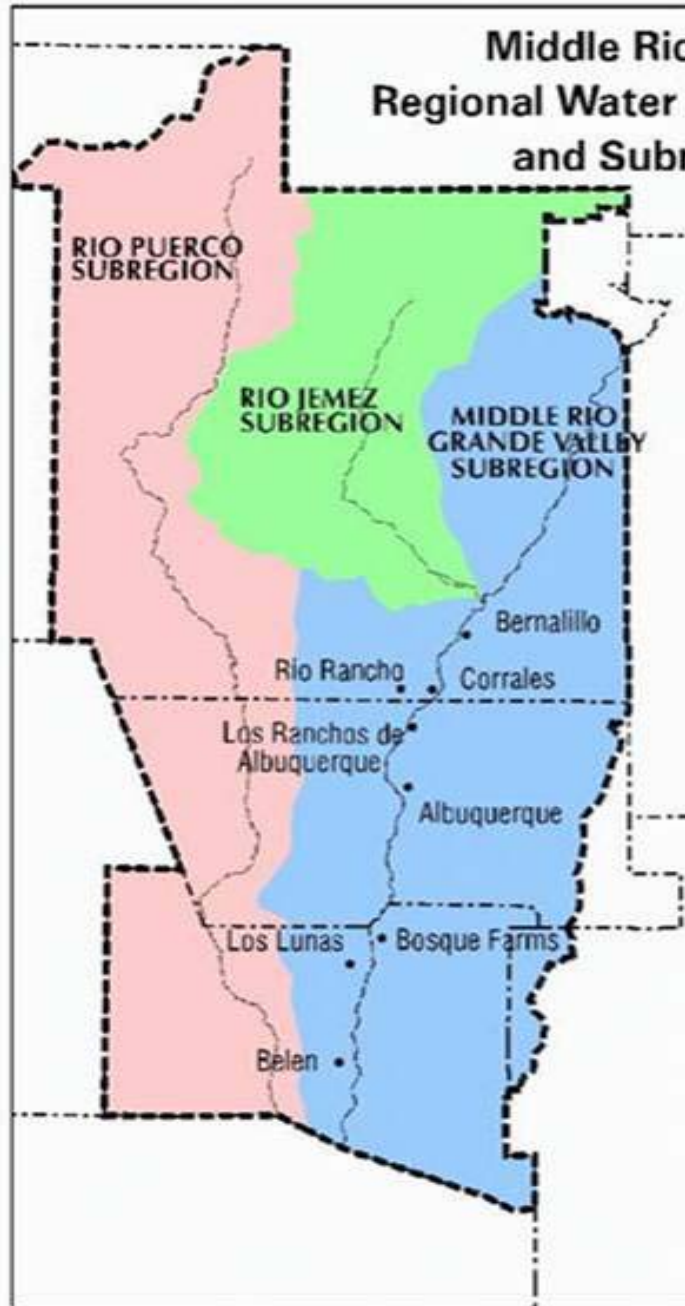 Middle Rio
Regional Water
and Subr
RIO PUERCO
SUBREGION
RIO JEMEZ
SUBREGION
MIDDLE RIO
GRANDE VALLEY
SUBREGION
Bernalillo
Rio Rancho
Corrales
Los Ranchos de
Albuquerque
Albuquerque
Los Lunas
Bosque Farms
Belen